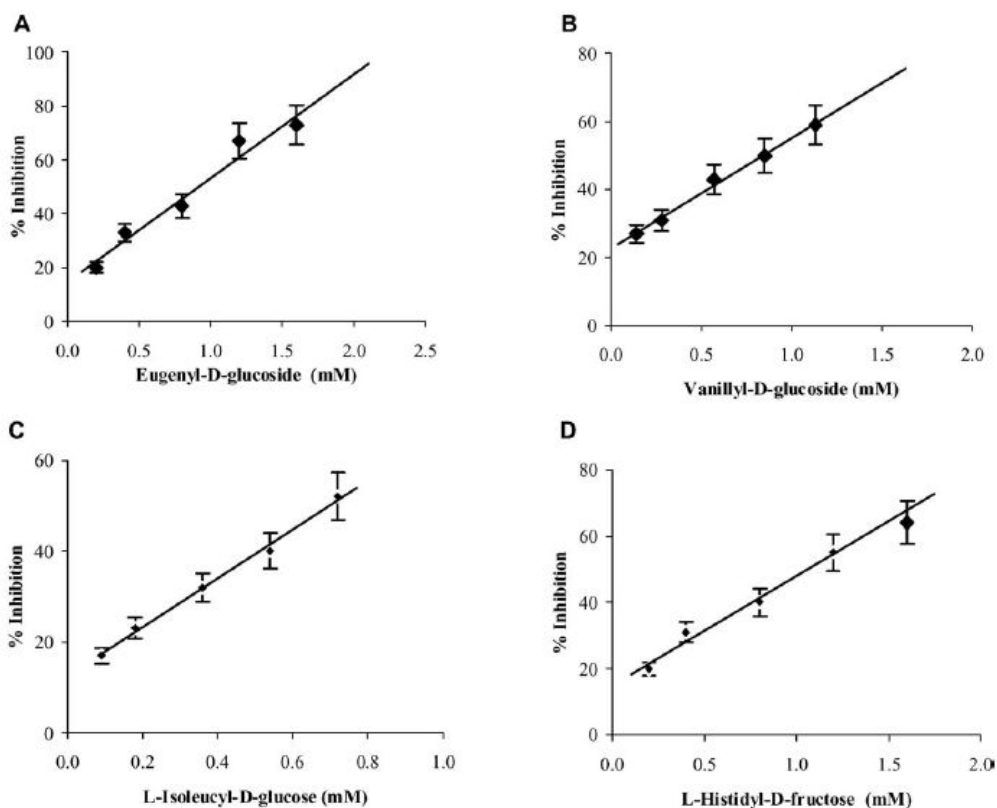 A
% Inhibition
100
80
60
40
20
0
0.0 0.5 1.0 1.5 2.0 2.5
Eugenyl-D-glucoside (mM)
B
% Inhibition
80
60
40
20
0
0.0 0.5 1.0 1.5 2.0
Vanillyl-D-glucoside (mM)
C
% Inhibition
60
40
20
0
0.0 0.2 0.4 0.6 0.8 1.0
L-Isoleucyl-D-glucose (mM)
D
% Inhibition
80
60
40
20
0
0.0 0.5 1.0 1.5 2.0
L-Histidyl-D-fructose (mM)